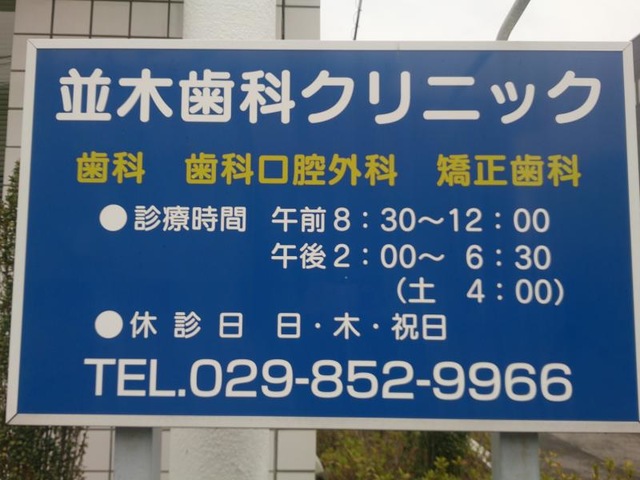 並木歯科クリニック
歯科　歯科口腔外科　矯正歯科
●診療時間　午前8：30〜12：00
午後2：00〜 6：30
（土　4：00）
●休診日　日・木・祝日
TEL.029-852-9966